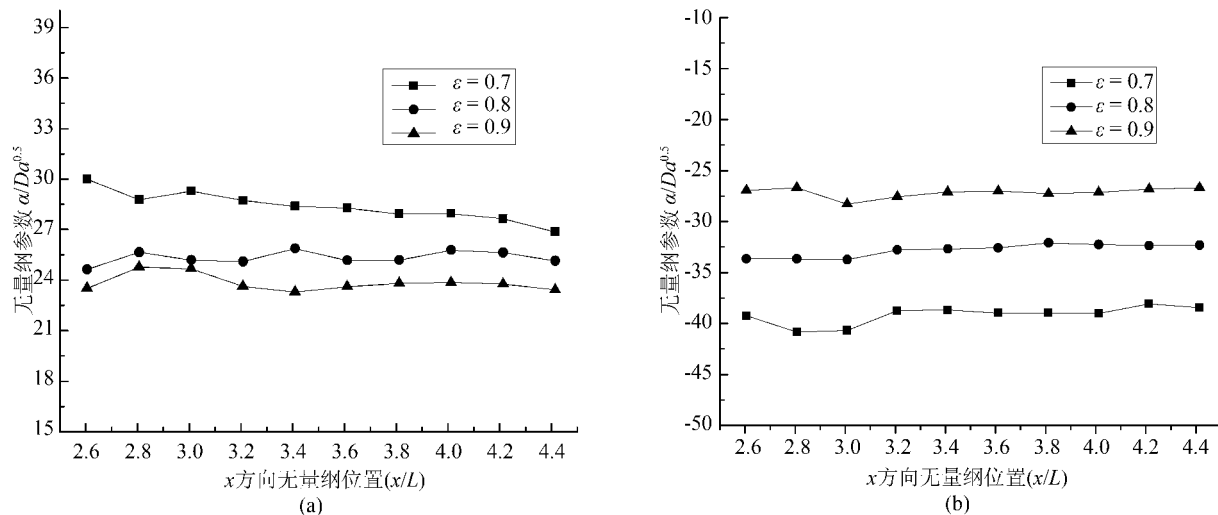 39
36
33
30
27
24
21
18
15
无量纲参数 α/Da^0.5
ε = 0.7
ε = 0.8
ε = 0.9
2.6 2.8 3.0 3.2 3.4 3.6 3.8 4.0 4.2 4.4
x方向无量纲位置(x/L)
(a)
-10
-15
-20
-25
-30
-35
-40
-45
-50
无量纲参数 α/Da^0.5
ε = 0.7
ε = 0.8
ε = 0.9
2.6 2.8 3.0 3.2 3.4 3.6 3.8 4.0 4.2 4.4
x方向无量纲位置(x/L)
(b)